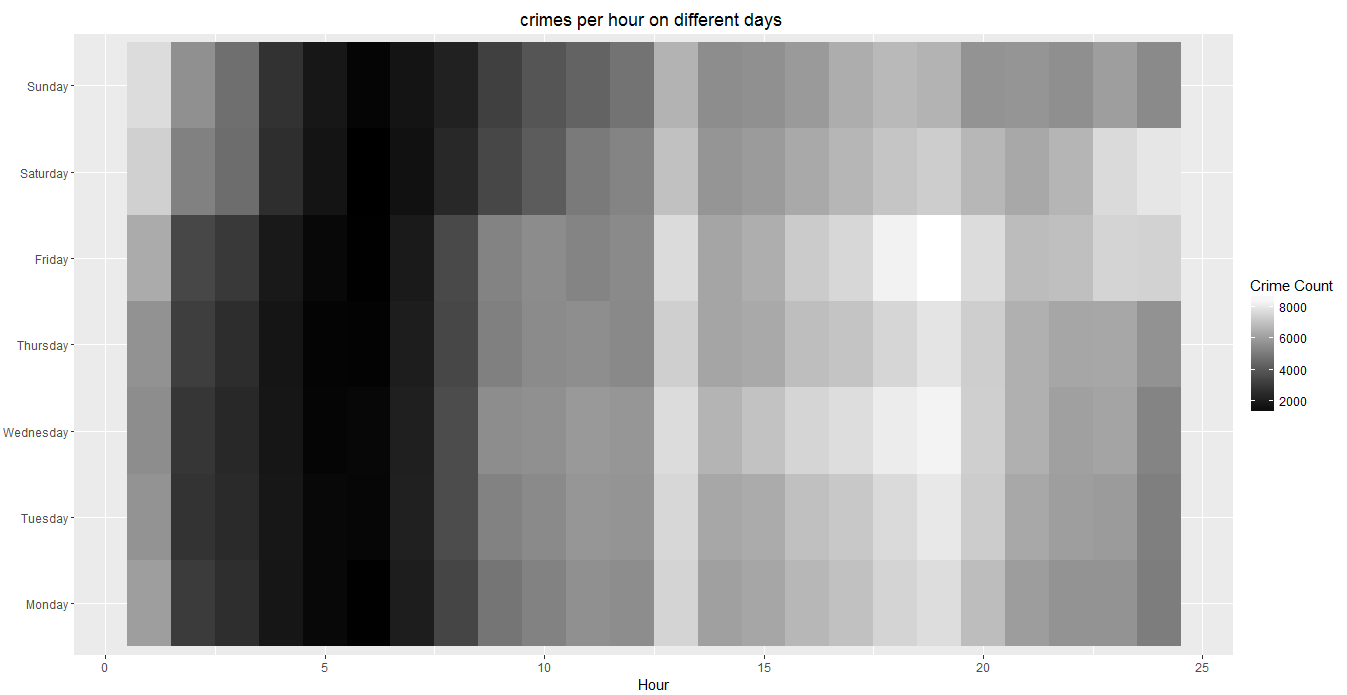 crimes per hour on different days
Sunday
Saturday
Friday
Thursday
Wednesday
Tuesday
Monday
0 5 10 15 20 25
Hour
Crime Count
8000
6000
4000
2000